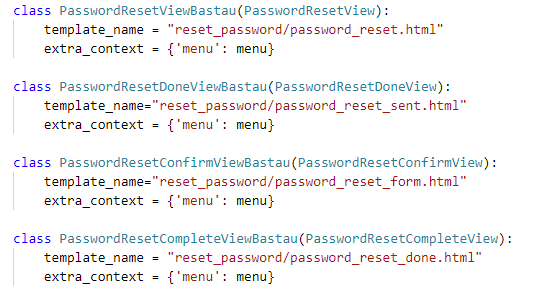 class PasswordResetViewBastau(PasswordResetView):
    template_name = "reset_password/password_reset.html"
    extra_context = {'menu': menu}
class PasswordResetDoneViewBastau(PasswordResetDoneView):
    template_name="reset_password/password_reset_sent.html"
    extra_context = {'menu': menu}
class PasswordResetConfirmViewBastau(PasswordResetConfirmView):
    template_name="reset_password/password_reset_form.html"
    extra_context = {'menu': menu}
class PasswordResetCompleteViewBastau(PasswordResetCompleteView):
    template_name = "reset_password/password_reset_done.html"
    extra_context = {'menu': menu}